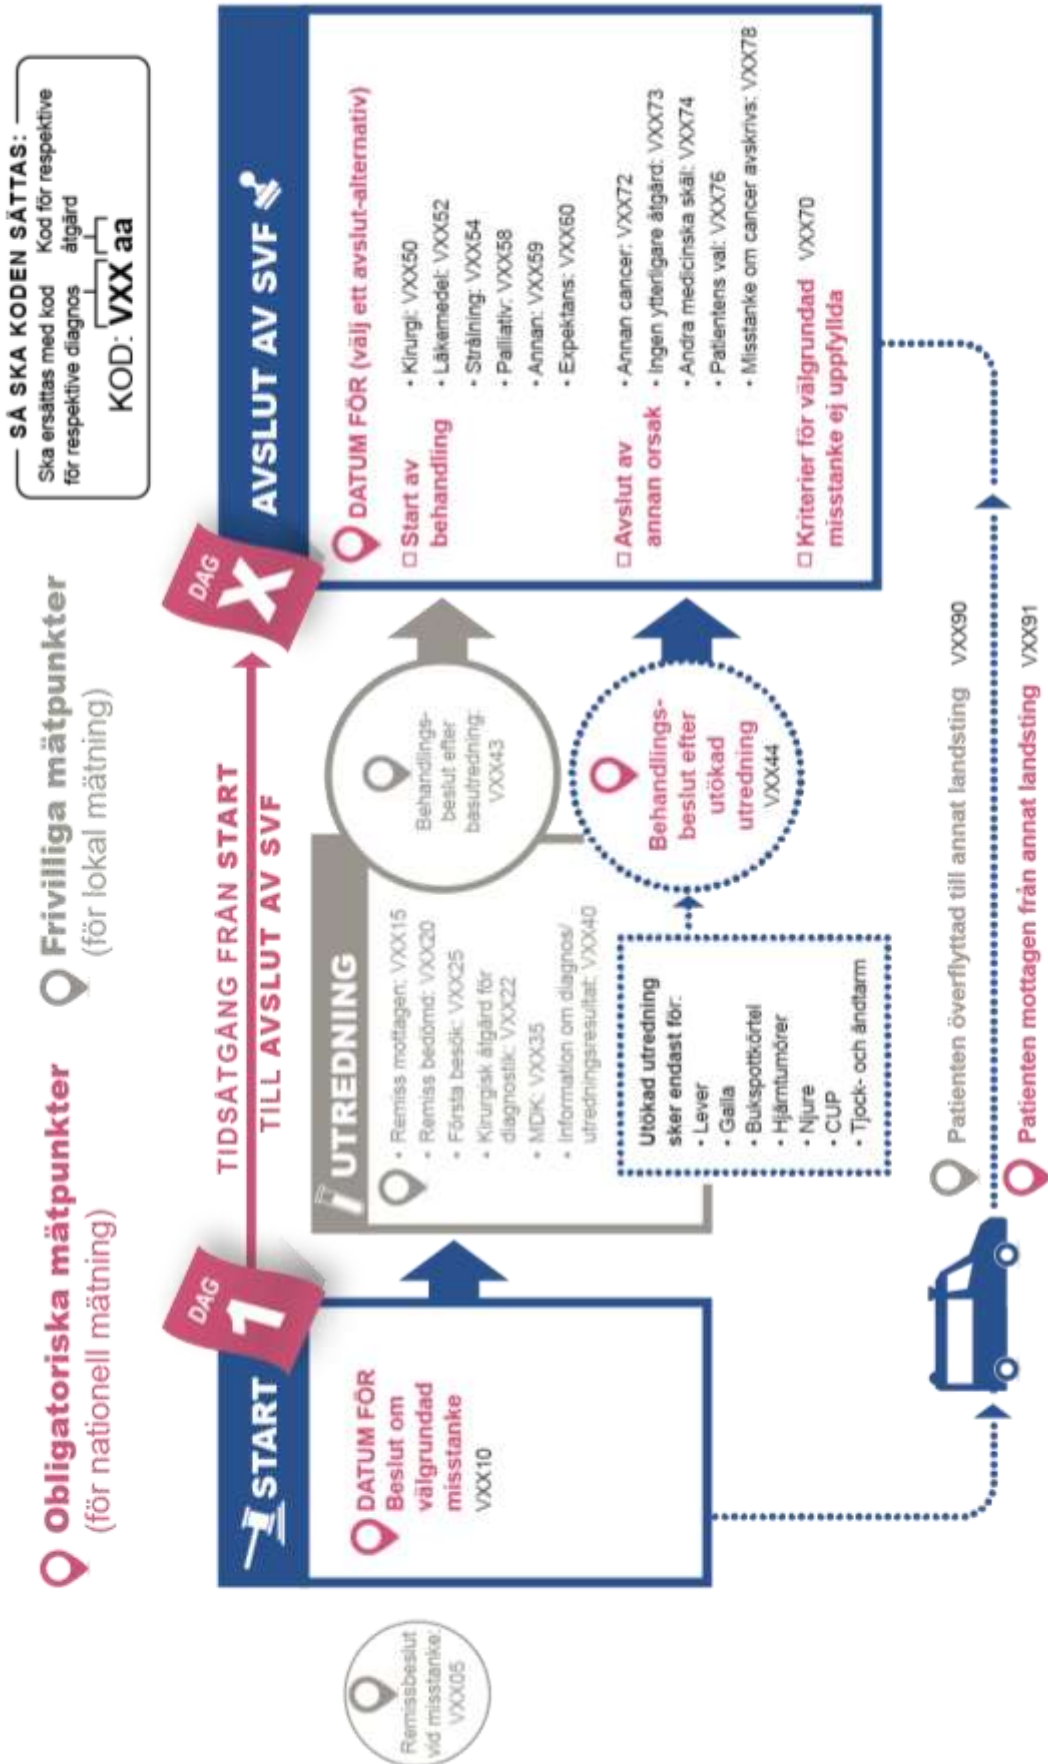 Obligatoriska mätpunkter
(för nationell mätning)
Frivilliga mätpunkter
(för lokal mätning)
SÅ SKA KODEN SÄTTAS:
Ska ersättas med kod
för respektive diagnos
Kod för respektive
åtgärd
KOD: VXX aa
TIDSÅTGÅNG FRÅN START
TILL AVSLUT AV SVF
Remissbeslut
vid misstanke:
VXX05
DAG
1
START
DATUM FÖR
Beslut om
välgrundad
misstanke
VXX10
UTREDNING
• Remiss mottagen: VXX15
• Remiss bedömd: VXX20
• Första besök: VXX25
• Kirurgisk åtgärd för
diagnostik: VXX22
• MDK: VXX35
• Information om diagnos/
utredningsresultat: VXX40
Utökad utredning
sker endast för:
• Lever
• Galla
• Bukspottkörtel
• Hjärntumörer
• Njure
• CUP
• Tjock- och ändtarm
Behandlings-
beslut efter
basutredning:
VXX43
Behandlings-
beslut efter
utökad
utredning
VXX44
DAG
X
AVSLUT AV SVF
DATUM FÖR (välj ett avslut-alternativ)
☐ Start av
behandling
• Kirurgi: VXX50
• Läkemedel: VXX52
• Strålning: VXX54
• Palliativ: VXX58
• Annan: VXX59
• Expektans: VXX60
☐ Avslut av
annan orsak
• Annan cancer: VXX72
• Ingen ytterligare åtgärd: VXX73
• Andra medicinska skäl: VXX74
• Patientens val: VXX76
• Misstanke om cancer avskrivs: VXX78
☐ Kriterier för välgrundad
misstanke ej uppfyllda
VXX70
Patienten överflyttad till annat landsting VXX90
Patienten mottagen från annat landsting VXX91